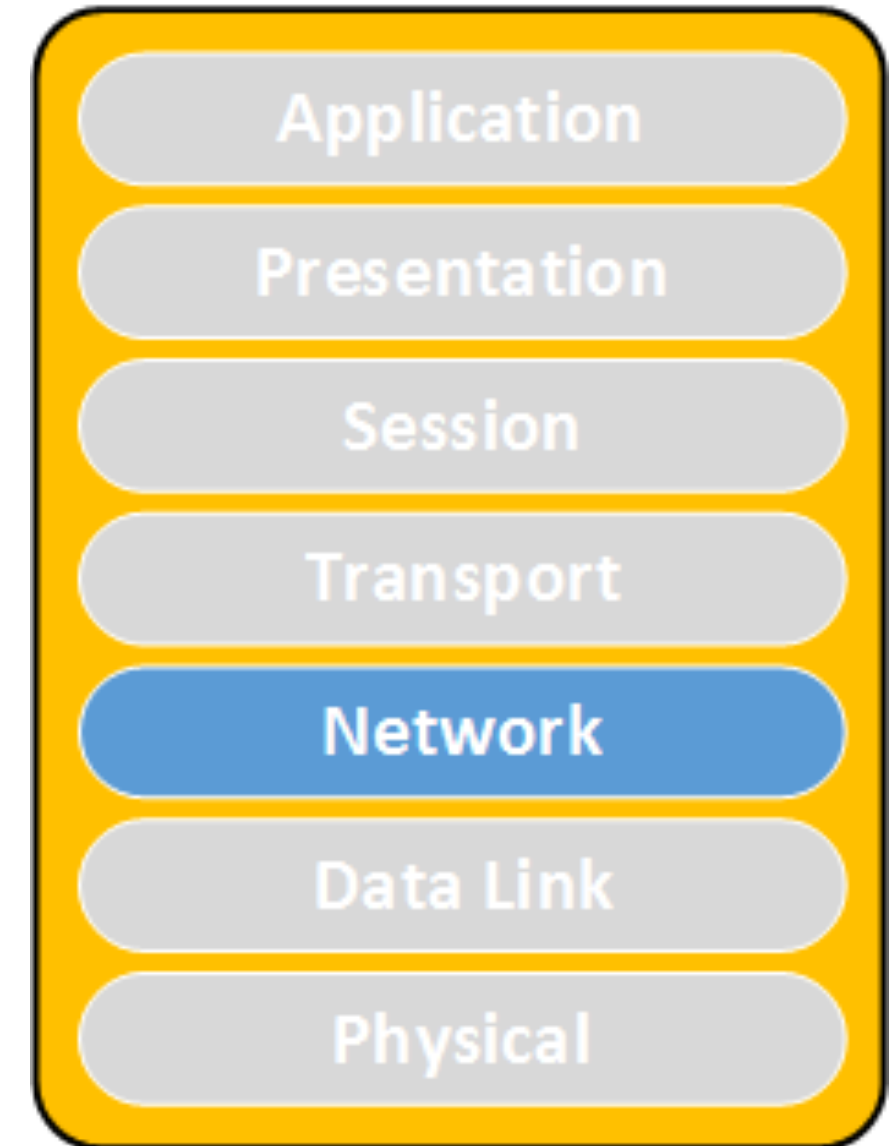 Application
Presentation
Session
Transport
Network
Data Link
Physical